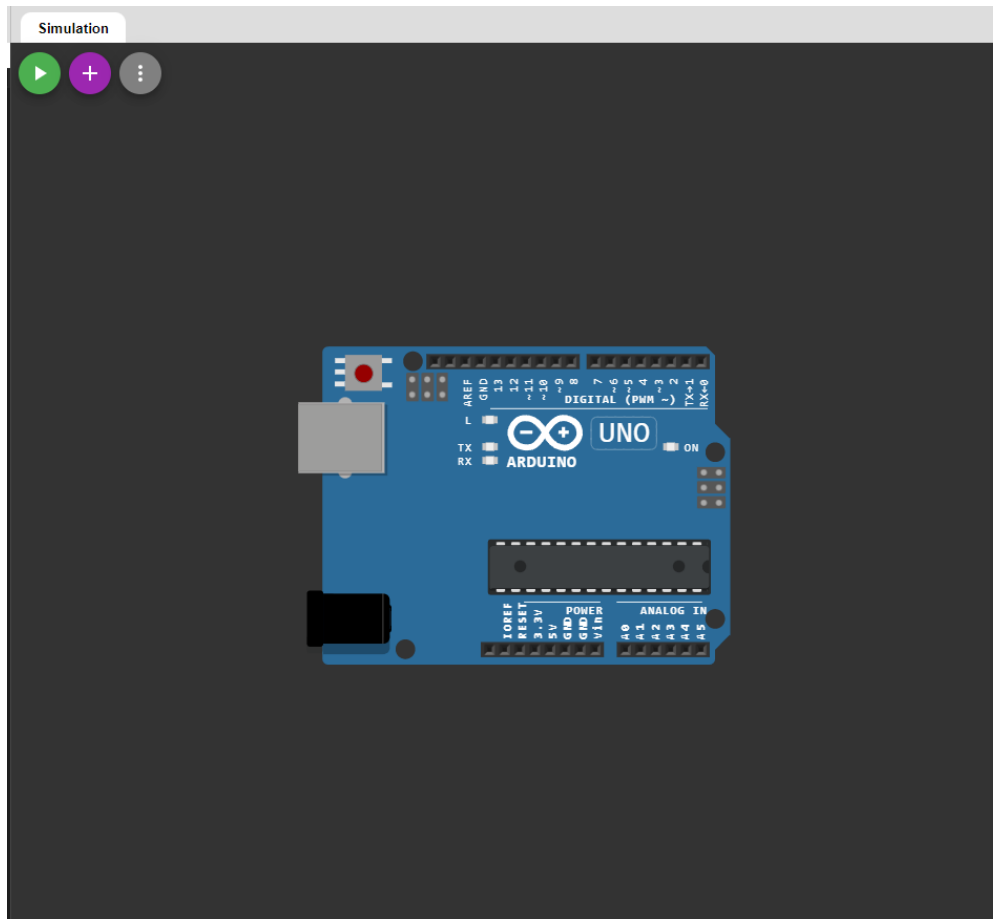 Simulation
AREF
GND
13
12
~11
~10
~9
8
7
~6
~5
4
~3
2
TX→1
RX←0
DIGITAL (PWM ~)
L
TX
RX
ARDUINO
UNO
ON
POWER
ANALOG IN
IOREF
RESET
3.3V
5V
GND
GND
Vin
A0
A1
A2
A3
A4
A5